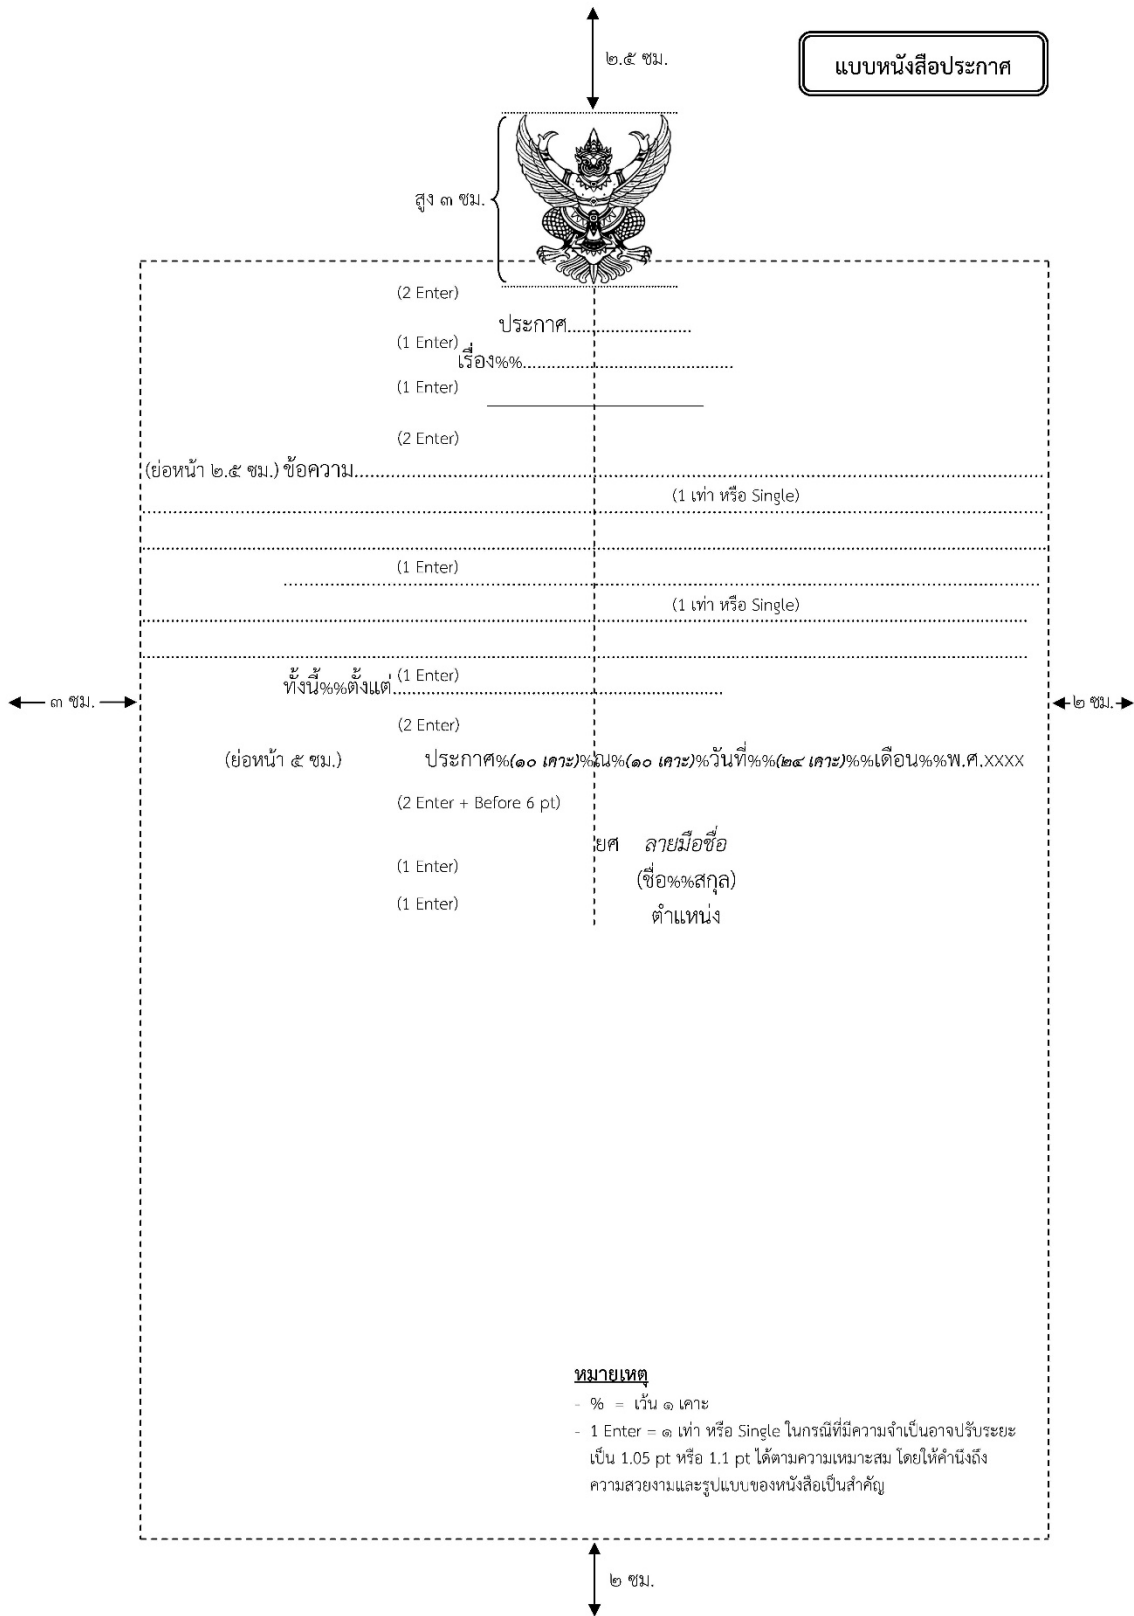 ๒.๕ ซม.
แบบหนังสือประกาศ
สูง ๓ ซม.
(2 Enter)
ประกาศ..........................
(1 Enter)
เรื่อง%%............................................
(1 Enter)
(2 Enter)
(ย่อหน้า ๒.๕ ซม.) ข้อความ................................................................................
(1 เท่า หรือ Single)
(1 Enter)
(1 เท่า หรือ Single)
(1 Enter)
ทั้งนี้%%ตั้งแต่......................................................................
๓ ซม.
๒ ซม.
(2 Enter)
(ย่อหน้า ๕ ซม.) ประกาศ%(๑๐ เคาะ)%ณ%(๑๐ เคาะ)%วันที่%%(๒๔ เคาะ)%%เดือน%%พ.ศ.XXXX
(2 Enter + Before 6 pt)
ยศ ลายมือชื่อ
(1 Enter)
(ชื่อ%%สกุล)
(1 Enter)
ตำแหน่ง
หมายเหตุ
- % = เว้น ๑ เคาะ
- 1 Enter = ๑ เท่า หรือ Single ในกรณีที่มีความจำเป็นอาจปรับระยะ
เป็น 1.05 pt หรือ 1.1 pt ได้ตามความเหมาะสม โดยให้คำนึงถึง
ความสวยงามและรูปแบบของหนังสือเป็นสำคัญ
๒ ซม.